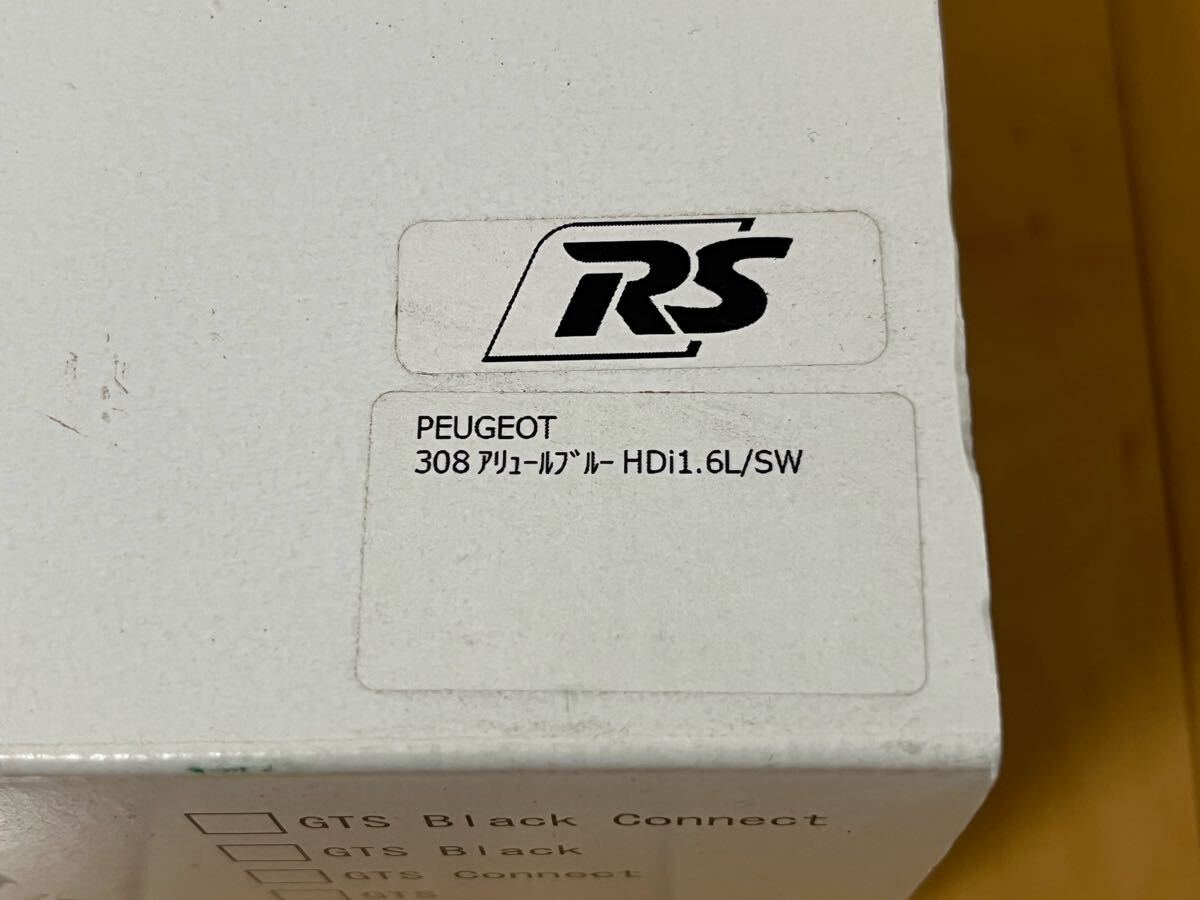 RS
PEUGEOT
308 ｱﾘｭｰﾙﾌﾞﾙｰ HDi1.6L/SW
GTS Black Connect
GTS Black
GTS Connect
GTS